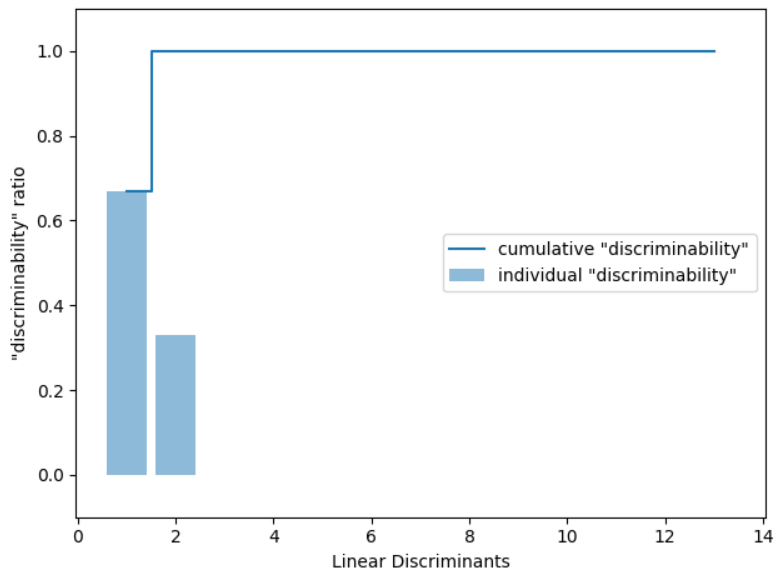 1.0
0.8
0.6
0.4
0.2
0.0
"discriminability" ratio
cumulative "discriminability"
individual "discriminability"
0 2 4 6 8 10 12 14
Linear Discriminants